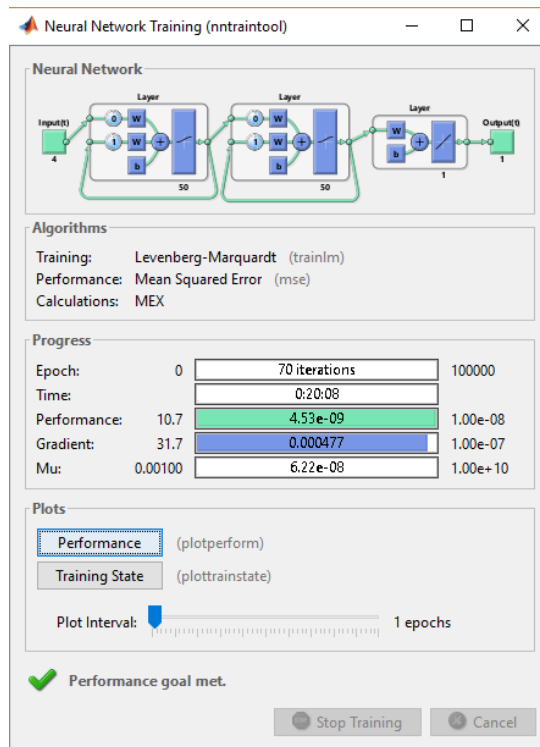 Neural Network Training (nntraintool)
Neural Network
Layer Layer Layer
Input(t) 0 W 0 W W Output(t)
1 W + 1 W + b +
4 b b 1
50 50 1
Algorithms
Training: Levenberg-Marquardt (trainlm)
Performance: Mean Squared Error (mse)
Calculations: MEX
Progress
Epoch: 0 70 iterations 100000
Time: 0:20:08
Performance: 10.7 4.53e-09 1.00e-08
Gradient: 31.7 0.000477 1.00e-07
Mu: 0.00100 6.22e-08 1.00e+10
Plots
Performance (plotperform)
Training State (plottrainstate)
Plot Interval: 1 epochs
Performance goal met.
Stop Training Cancel